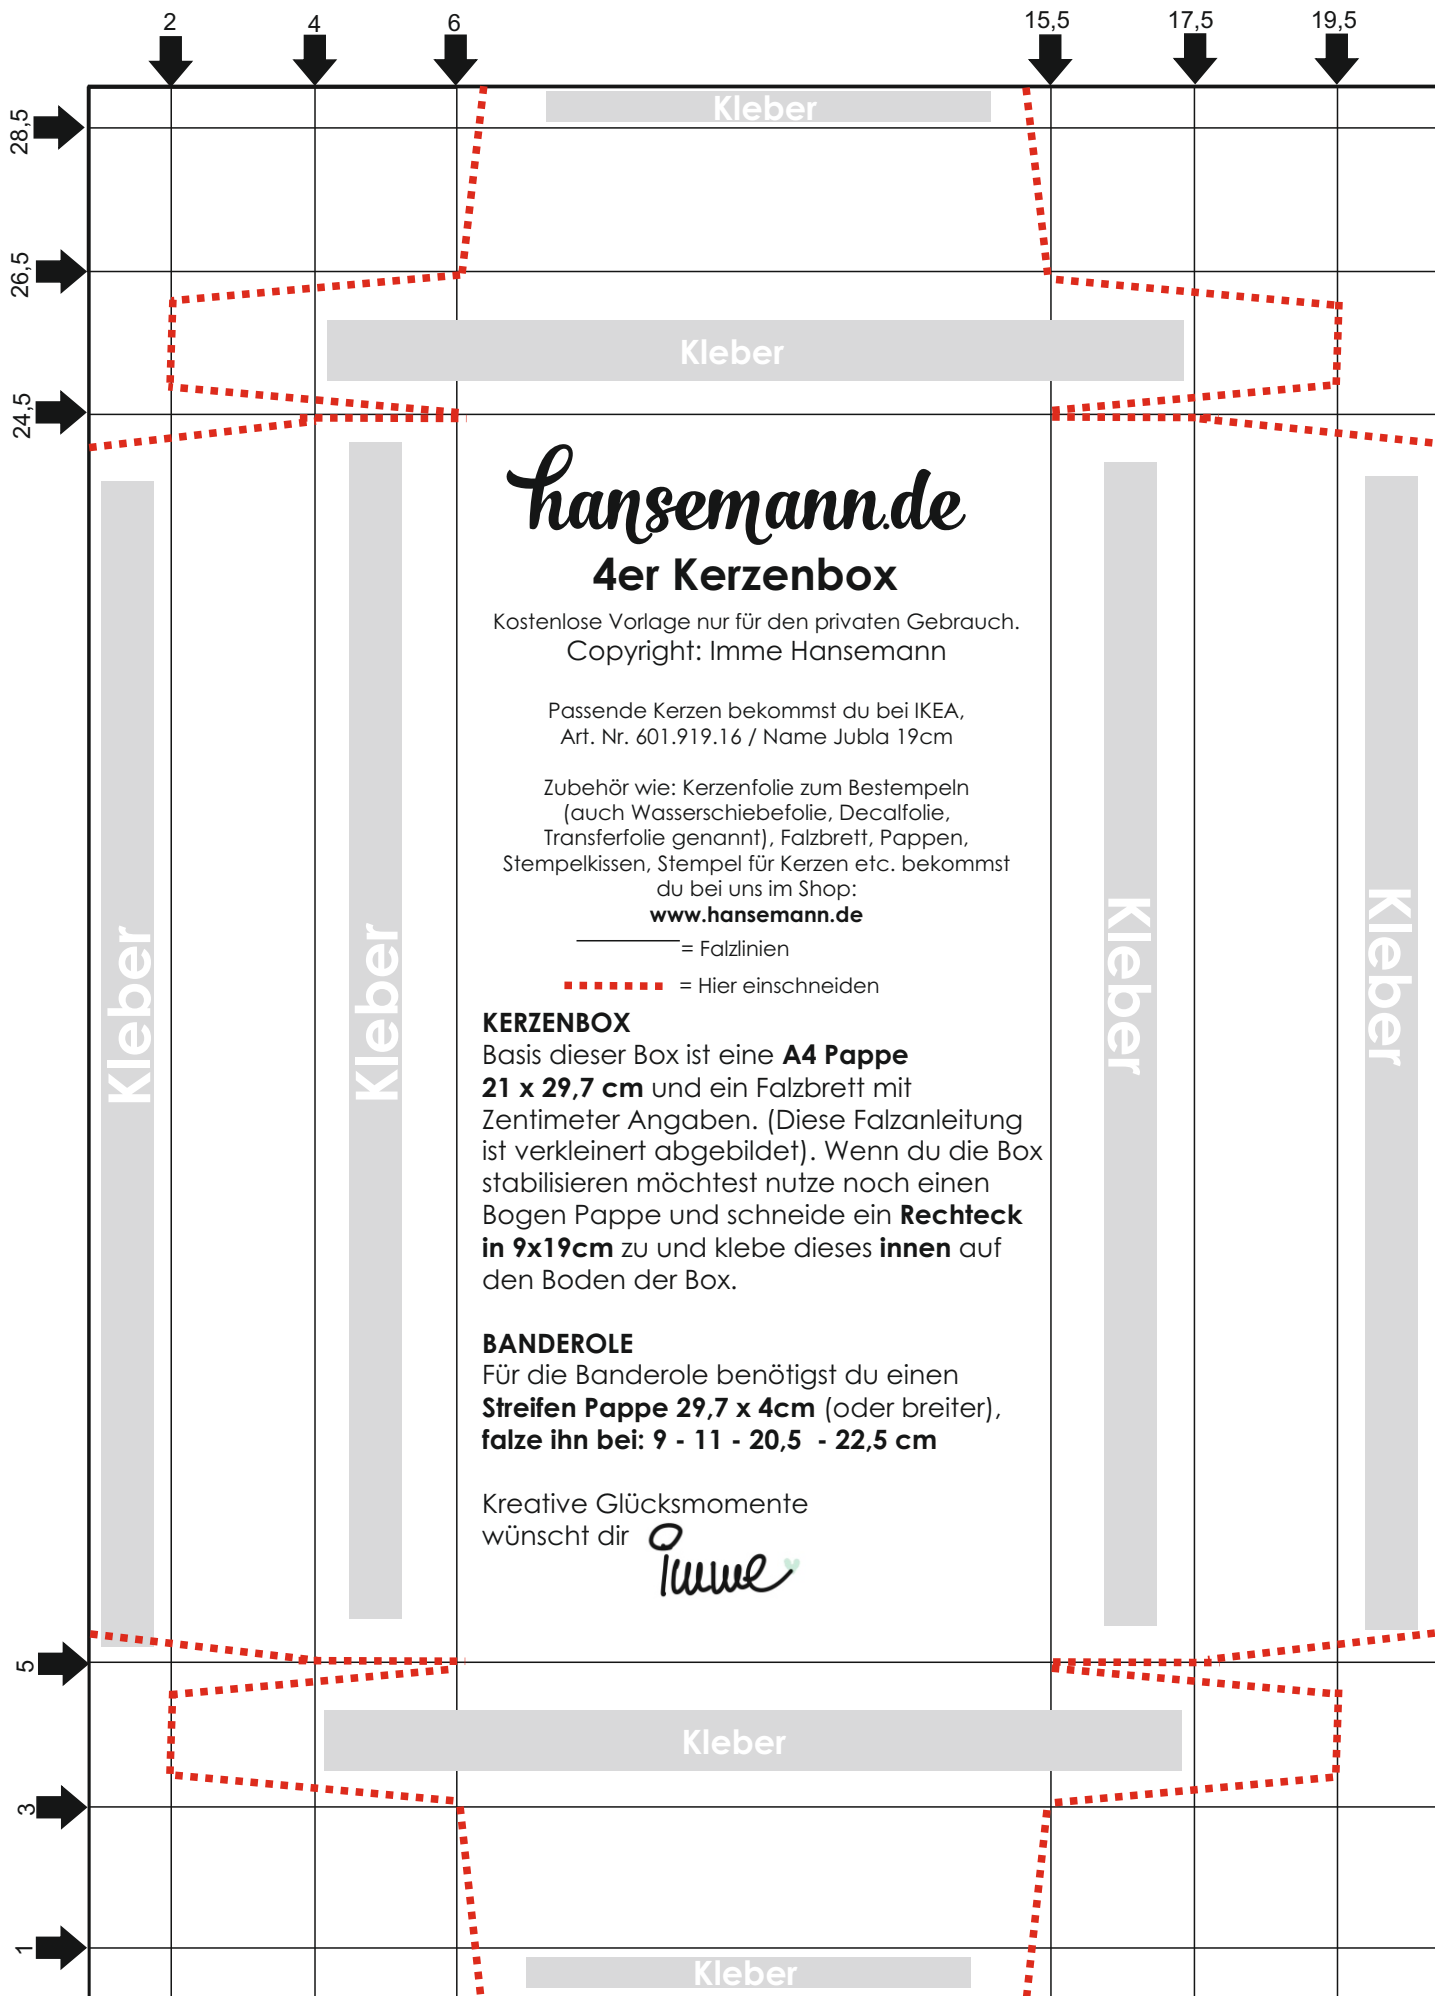 2
4
6
15,5
17,5
19,5
28,5
Kleber
26,5
Kleber
24,5
hansemann.de
4er Kerzenbox
Kostenlose Vorlage nur für den privaten Gebrauch.
Copyright: Imme Hansemann
Passende Kerzen bekommst du bei IKEA,
Art. Nr. 601.919.16 / Name Jubla 19cm
Zubehör wie: Kerzenfolie zum Bestempeln
(auch Wasserschiebefolie, Decalfolie,
Transferfolie genannt), Falzbrett, Pappen,
Stempelkissen, Stempel für Kerzen etc. bekommst
du bei uns im Shop:
www.hansemann.de
= Falzlinien
= Hier einschneiden
Kleber
Kleber
Kleber
Kleber
KERZENBOX
Basis dieser Box ist eine A4 Pappe
21 x 29,7 cm und ein Falzbrett mit
Zentimeter Angaben. (Diese Falzanleitung
ist verkleinert abgebildet). Wenn du die Box
stabilisieren möchtest nutze noch einen
Bogen Pappe und schneide ein Rechteck
in 9x19cm zu und klebe dieses innen auf
den Boden der Box.
BANDEROLE
Für die Banderole benötigst du einen
Streifen Pappe 29,7 x 4cm (oder breiter),
falze ihn bei: 9 - 11 - 20,5 - 22,5 cm
Kreative Glücksmomente
wünscht dir
imme
5
Kleber
3
1
Kleber